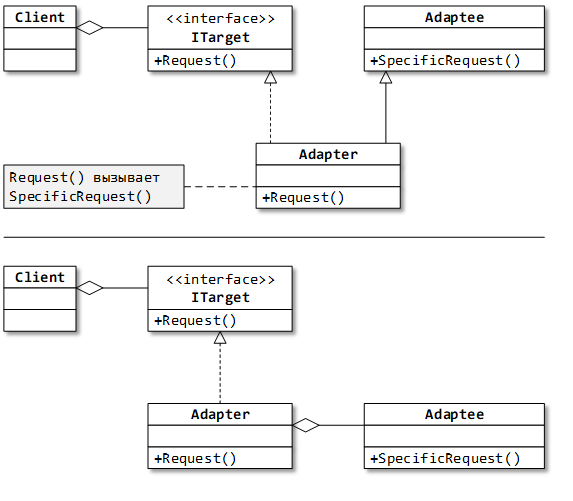 Client
<<interface>>
ITarget
+Request()
Adaptee
+SpecificRequest()
Adapter
+Request()
Request() вызывает
SpecificRequest()
Client
<<interface>>
ITarget
+Request()
Adapter
+Request()
Adaptee
+SpecificRequest()